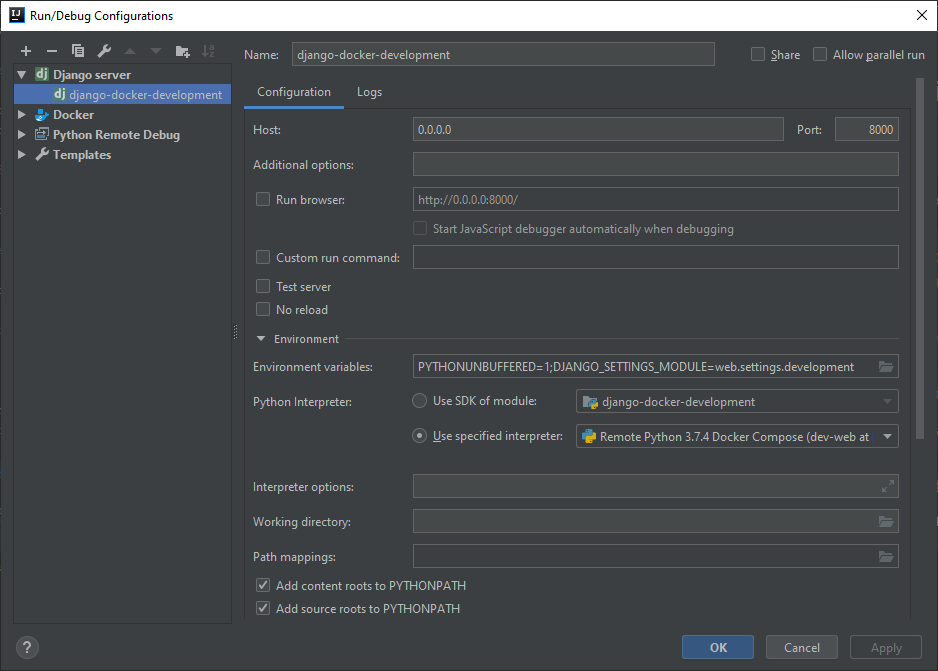 Run/Debug Configurations
Name: django-docker-development Share Allow parallel run
Django server
django-docker-development
Docker
Python Remote Debug
Templates
Configuration Logs
Host: 0.0.0.0 Port: 8000
Additional options:
Run browser: http://0.0.0.0:8000/
Start JavaScript debugger automatically when debugging
Custom run command:
Test server
No reload
Environment
Environment variables: PYTHONUNBUFFERED=1;DJANGO_SETTINGS_MODULE=web.settings.development
Python Interpreter: Use SDK of module: django-docker-development
Use specified interpreter: Remote Python 3.7.4 Docker Compose (dev-web at
Interpreter options:
Working directory:
Path mappings:
Add content roots to PYTHONPATH
Add source roots to PYTHONPATH
? OK Cancel Apply